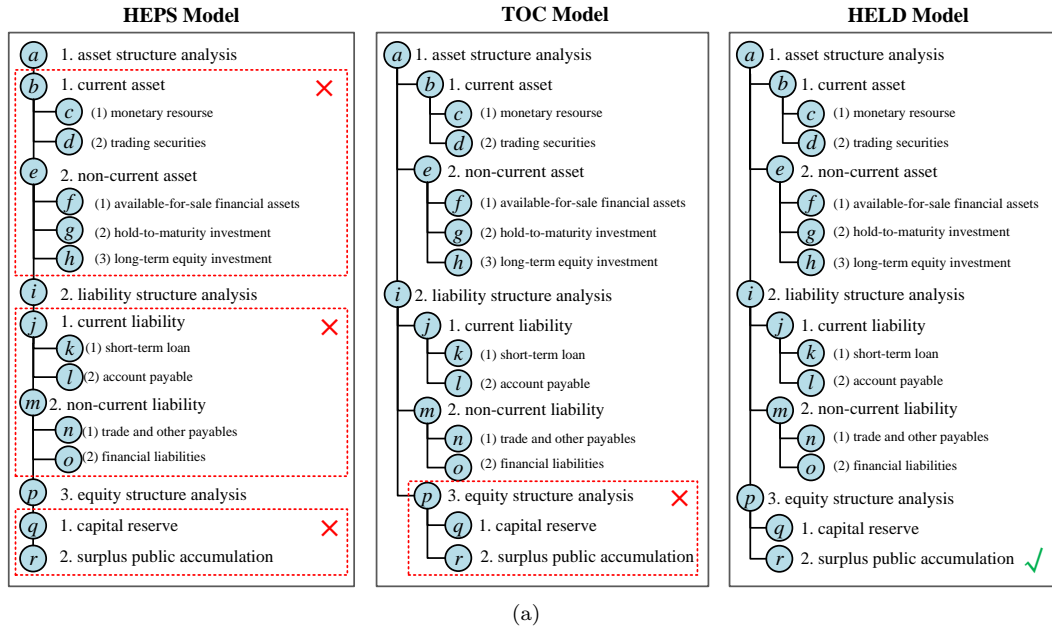 HEPS Model
a 1. asset structure analysis
b 1. current asset
c (1) monetary resourse
d (2) trading securities
e 2. non-current asset
f (1) available-for-sale financial assets
g (2) hold-to-maturity investment
h (3) long-term equity investment
i 2. liability structure analysis
j 1. current liability
k (1) short-term loan
l (2) account payable
m 2. non-current liability
n (1) trade and other payables
o (2) financial liabilities
p 3. equity structure analysis
q 1. capital reserve
r 2. surplus public accumulation
TOC Model
a 1. asset structure analysis
b 1. current asset
c (1) monetary resourse
d (2) trading securities
e 2. non-current asset
f (1) available-for-sale financial assets
g (2) hold-to-maturity investment
h (3) long-term equity investment
i 2. liability structure analysis
j 1. current liability
k (1) short-term loan
l (2) account payable
m 2. non-current liability
n (1) trade and other payables
o (2) financial liabilities
p 3. equity structure analysis
q 1. capital reserve
r 2. surplus public accumulation
HELD Model
a 1. asset structure analysis
b 1. current asset
c (1) monetary resourse
d (2) trading securities
e 2. non-current asset
f (1) available-for-sale financial assets
g (2) hold-to-maturity investment
h (3) long-term equity investment
i 2. liability structure analysis
j 1. current liability
k (1) short-term loan
l (2) account payable
m 2. non-current liability
n (1) trade and other payables
o (2) financial liabilities
p 3. equity structure analysis
q 1. capital reserve
r 2. surplus public accumulation
(a)